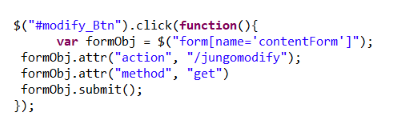 $("#modify_Btn").click(function(){
var formObj = $("form[name='contentForm']");
formObj.attr("action", "/jungomodify");
formObj.attr("method", "get")
formObj.submit();
});